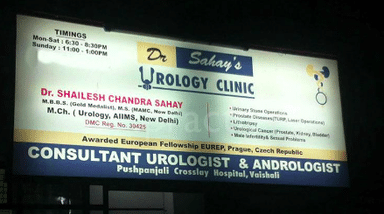 TIMINGS
Mon-Sat : 6:30 - 8:30PM
Sunday : 11:00 - 1:00PM
Dr Sahay's
UROLOGY CLINIC
Dr. SHAILESH CHANDRA SAHAY
M.B.B.S. (Gold Medalist), M.S. (MAMC, New Delhi)
M.Ch. ( Urology, AIIMS, New Delhi)
DMC Reg. No. 39425
• Urinary Stone Operations
• Prostate Diseases(TURP, Laser Operations)
• Lithotripsy
• Urological Cancer (Prostate, Kidney, Bladder)
• Male Infertility& Sexual Problems
Awarded European Fellowship EUREP, Prague, Czech Republic
CONSULTANT UROLOGIST & ANDROLOGIST
Pushpanjali Crosslay Hospital, Vaishali